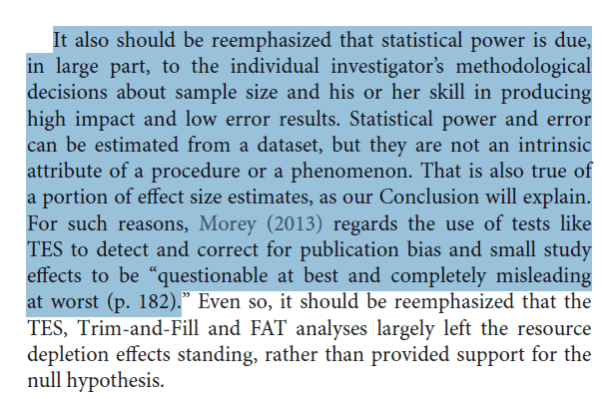 It also should be reemphasized that statistical power is due,
in large part, to the individual investigator’s methodological
decisions about sample size and his or her skill in producing
high impact and low error results. Statistical power and error
can be estimated from a dataset, but they are not an intrinsic
attribute of a procedure or a phenomenon. That is also true of
a portion of effect size estimates, as our Conclusion will explain.
For such reasons, Morey (2013) regards the use of tests like
TES to detect and correct for publication bias and small study
effects to be “questionable at best and completely misleading
at worst (p. 182).” Even so, it should be reemphasized that the
TES, Trim-and-Fill and FAT analyses largely left the resource
depletion effects standing, rather than provided support for the
null hypothesis.